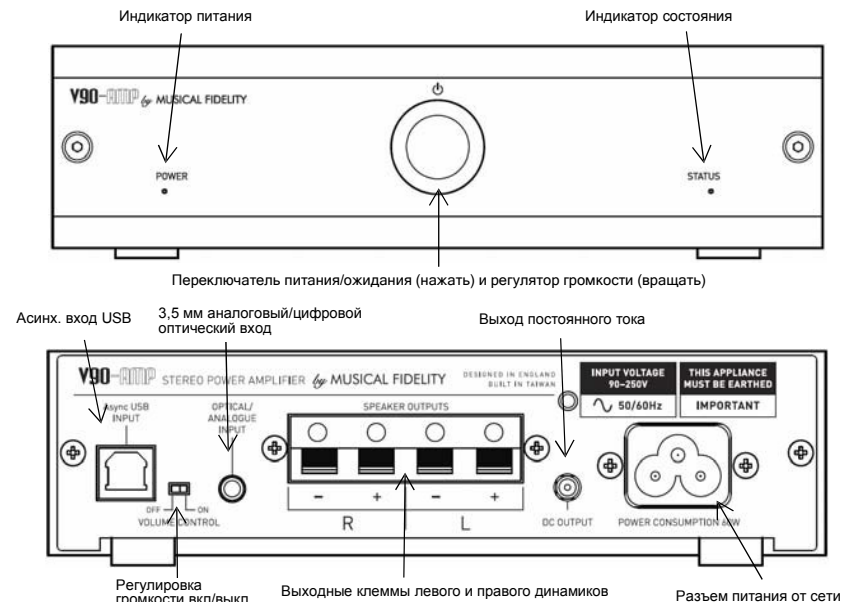 Индикатор питания
Индикатор состояния
V90-AMP by MUSICAL FIDELITY
POWER
STATUS
Переключатель питания/ожидания (нажать) и регулятор громкости (вращать)
Асинх. вход USB
3,5 мм аналоговый/цифровой
оптический вход
Выход постоянного тока
V90-AMP STEREO POWER AMPLIFIER by MUSICAL FIDELITY
DESIGNED IN ENGLAND
BUILT IN TAIWAN
INPUT VOLTAGE
90-250V
50/60Hz
THIS APPLIANCE
MUST BE EARTHED
IMPORTANT
Async USB
INPUT
OPTICAL/
ANALOGUE
INPUT
SPEAKER OUTPUTS
OFF ON
VOLUME CONTROL
- + - +
R L
DC OUTPUT
POWER CONSUMPTION 60W
Регулировка
громкости вкл/выкл
Выходные клеммы левого и правого динамиков
Разъем питания от сети